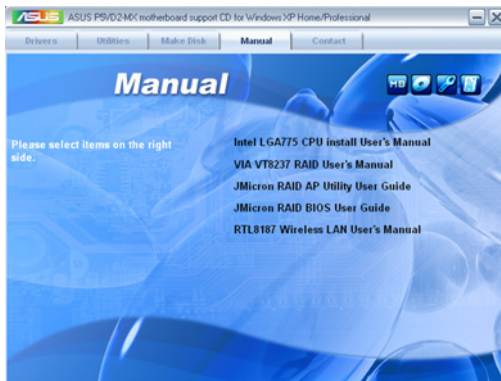 ASUS ASUS P5VD2-MX motherboard support CD for Windows XP Home/Professional
Drivers Utilities Make Disk Manual Contact
Manual
MB
Please select items on the right
side.
Intel LGA775 CPU install User's Manual
VIA VT8237 RAID User's Manual
JMicron RAID AP Utility User Guide
JMicron RAID BIOS User Guide
RTL8187 Wireless LAN User's Manual